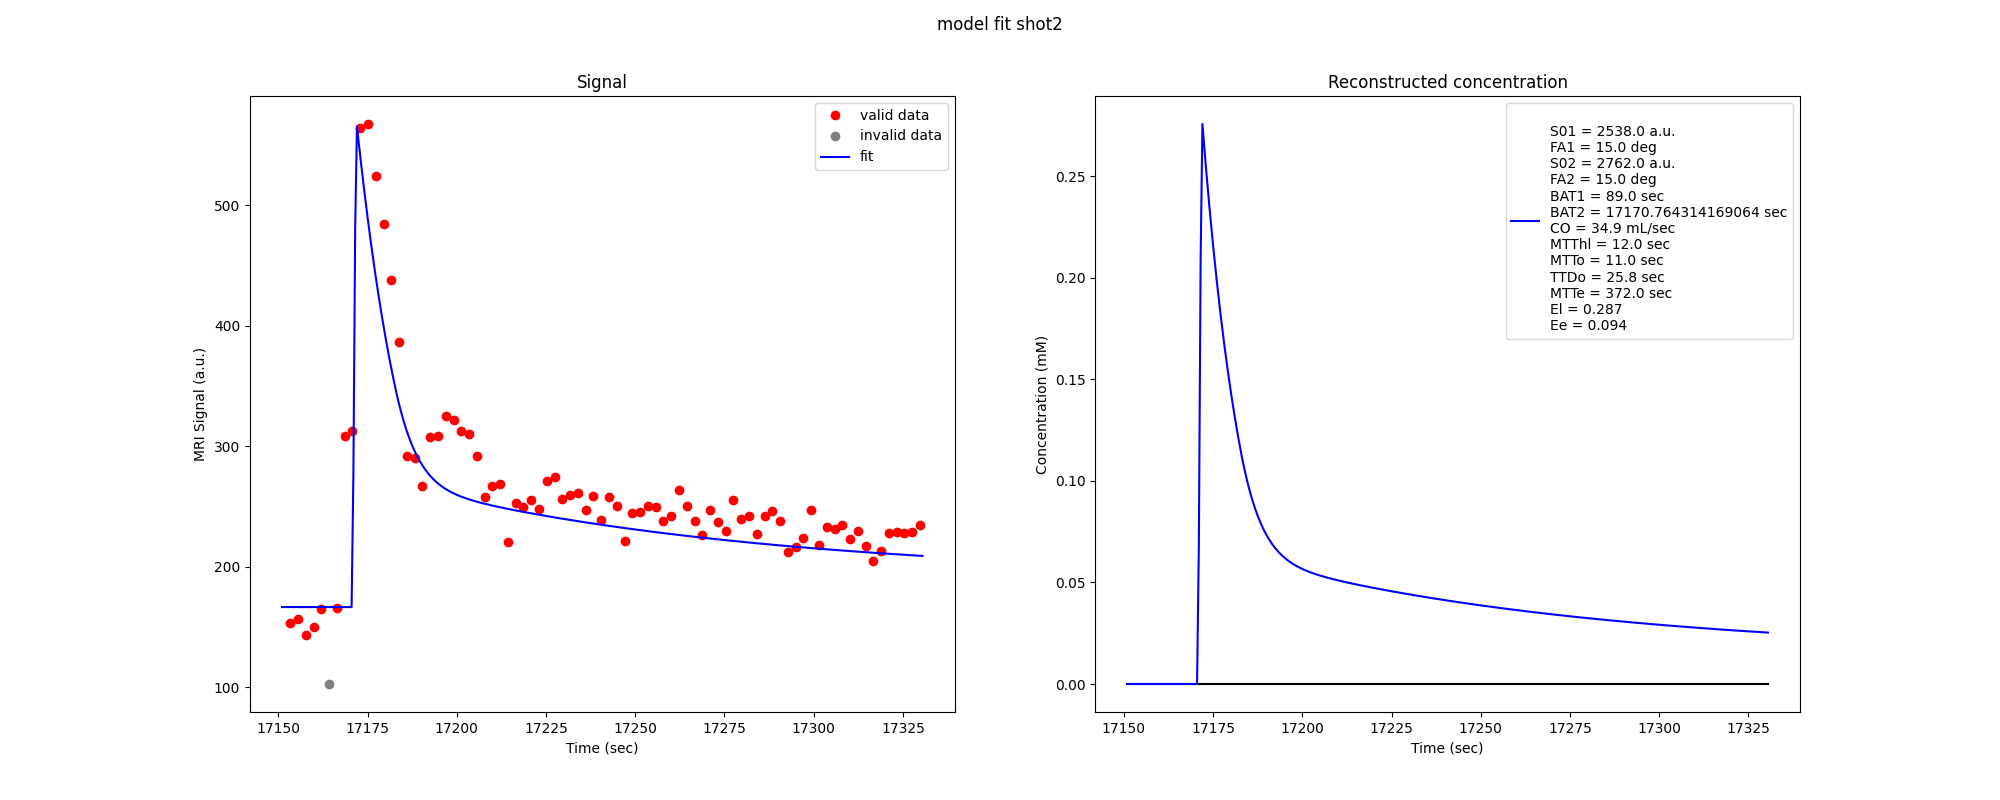 model fit shot2
Signal
valid data
invalid data
fit
MRI Signal (a.u.)
500
400
300
200
100
17150 17175 17200 17225 17250 17275 17300 17325
Time (sec)
Reconstructed concentration
S01 = 2538.0 a.u.
FA1 = 15.0 deg
S02 = 2762.0 a.u.
FA2 = 15.0 deg
BAT1 = 89.0 sec
BAT2 = 17170.764314169064 sec
CO = 34.9 mL/sec
MTThl = 12.0 sec
MTTo = 11.0 sec
TTDo = 25.8 sec
MTTe = 372.0 sec
El = 0.287
Ee = 0.094
Concentration (mM)
0.25
0.20
0.15
0.10
0.05
0.00
17150 17175 17200 17225 17250 17275 17300 17325
Time (sec)